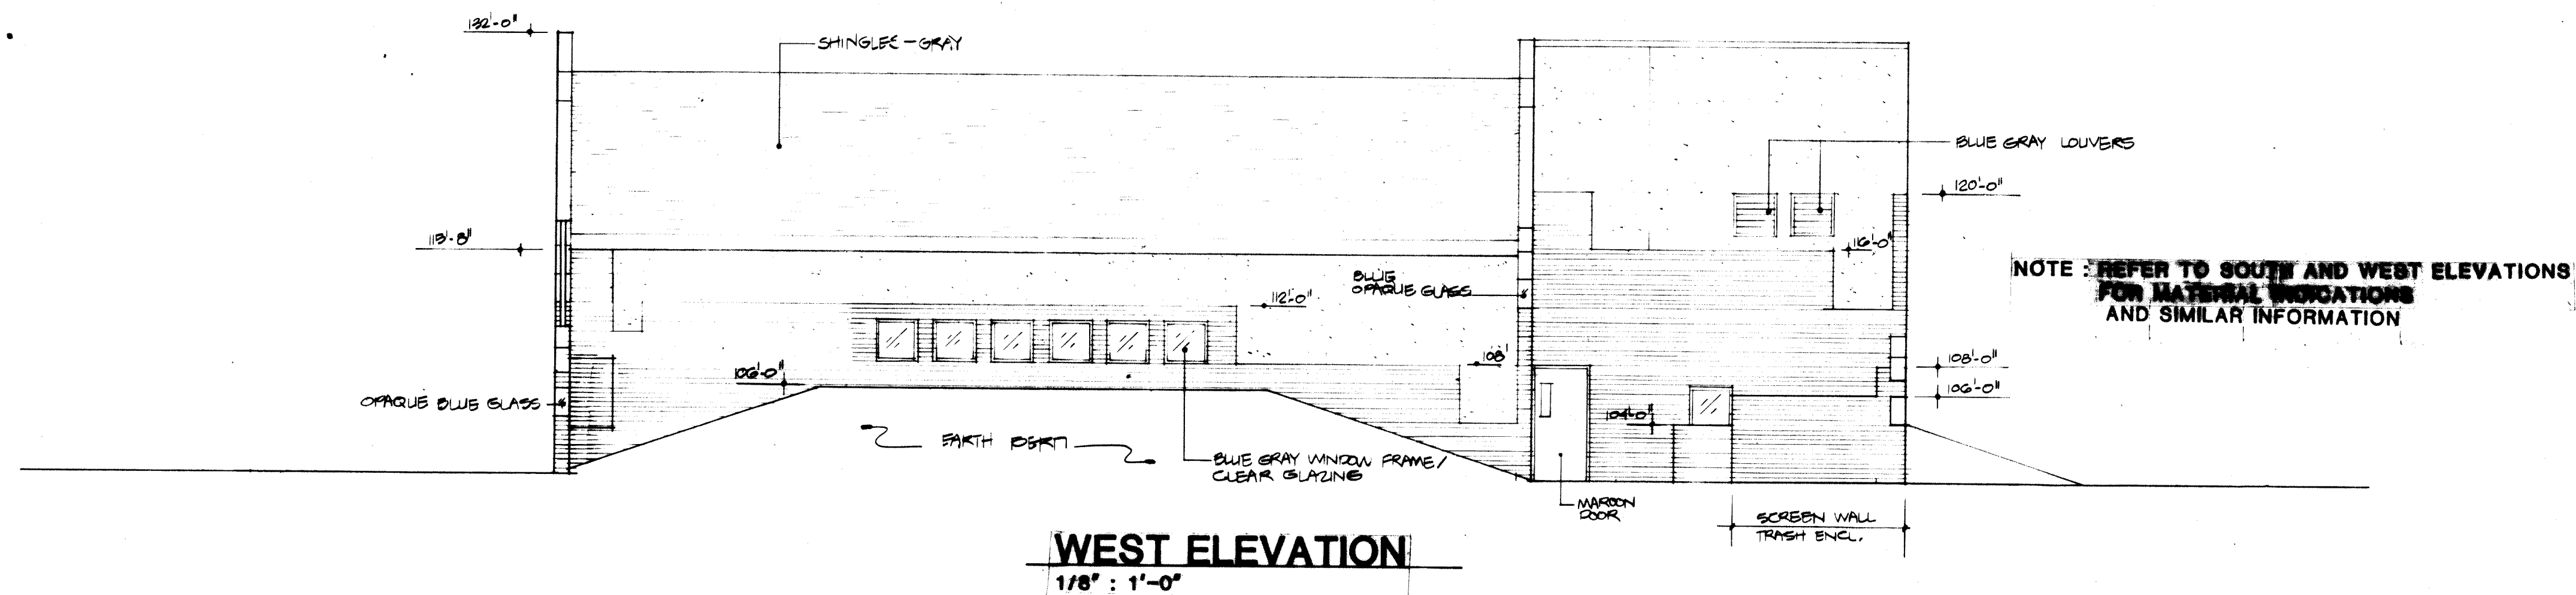 132'-0"
SHINGLES-GRAY
BLUE GRAY LOUVERS
120'-0"
115'-8"
116'-0"
NOTE : REFER TO SOUTH AND WEST ELEVATIONS
FOR MATERIAL INDICATIONS
AND SIMILAR INFORMATION
BLUE
OPAQUE GLASS
112'-0"
108'
108'-0"
106'-0"
106'-0"
OPAQUE BLUE GLASS
104'-0"
EARTH BERM
BLUE GRAY WINDOW FRAME/
CLEAR GLAZING
MAROON
DOOR
SCREEN WALL
TRASH ENCL.
WEST ELEVATION
1/8" : 1'-0"